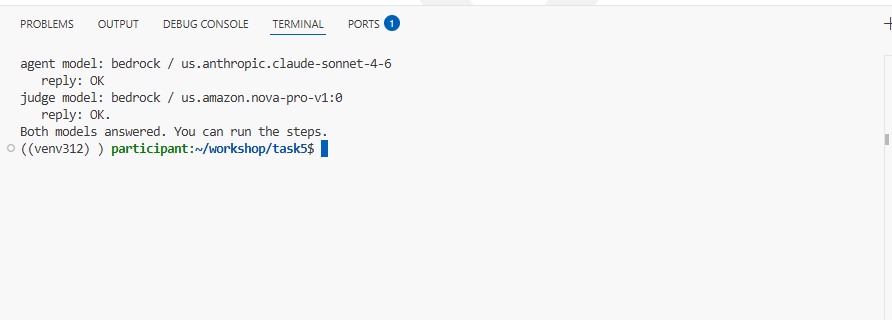 PROBLEMS OUTPUT DEBUG CONSOLE TERMINAL PORTS 1
agent model: bedrock / us.anthropic.claude-sonnet-4-6
reply: OK
judge model: bedrock / us.amazon.nova-pro-v1:0
reply: OK.
Both models answered. You can run the steps.
((venv312) ) participant:~/workshop/task5$